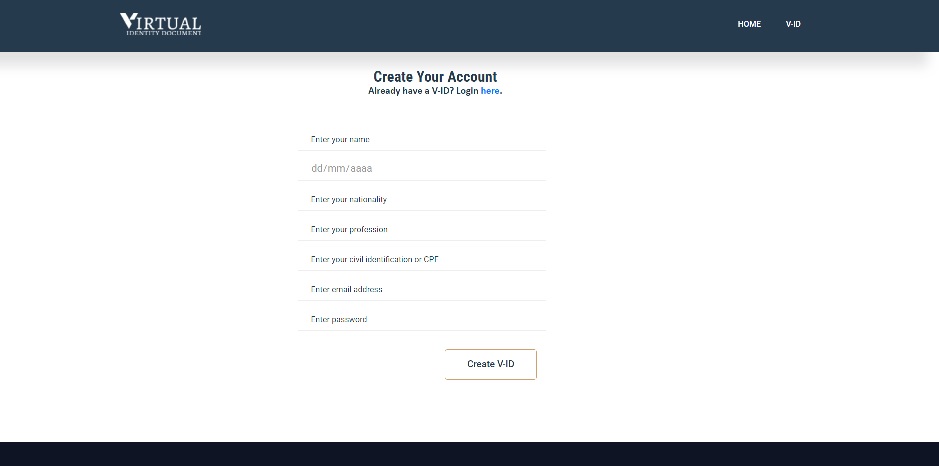 VIRTUAL
IDENTITY DOCUMENT
HOME V-ID
Create Your Account
Already have a V-ID? Login here.
Enter your name
dd/mm/aaaa
Enter your nationality
Enter your profession
Enter your civil identification or CPF
Enter email address
Enter password
Create V-ID